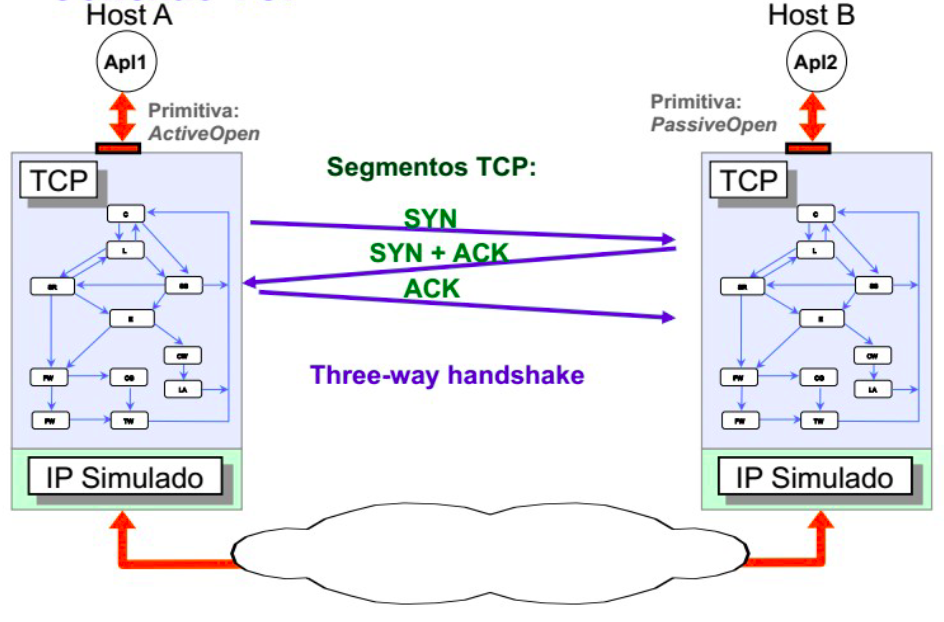 Host A
Host B
Apl1
Apl2
Primitiva:
ActiveOpen
Primitiva:
PassiveOpen
TCP
Segmentos TCP:
TCP
SYN
SYN + ACK
ACK
Three-way handshake
C
L
SR
SS
E
CW
FW
CG
LA
FW
TW
C
L
SR
SS
E
CW
FW
CG
LA
FW
TW
IP Simulado
IP Simulado